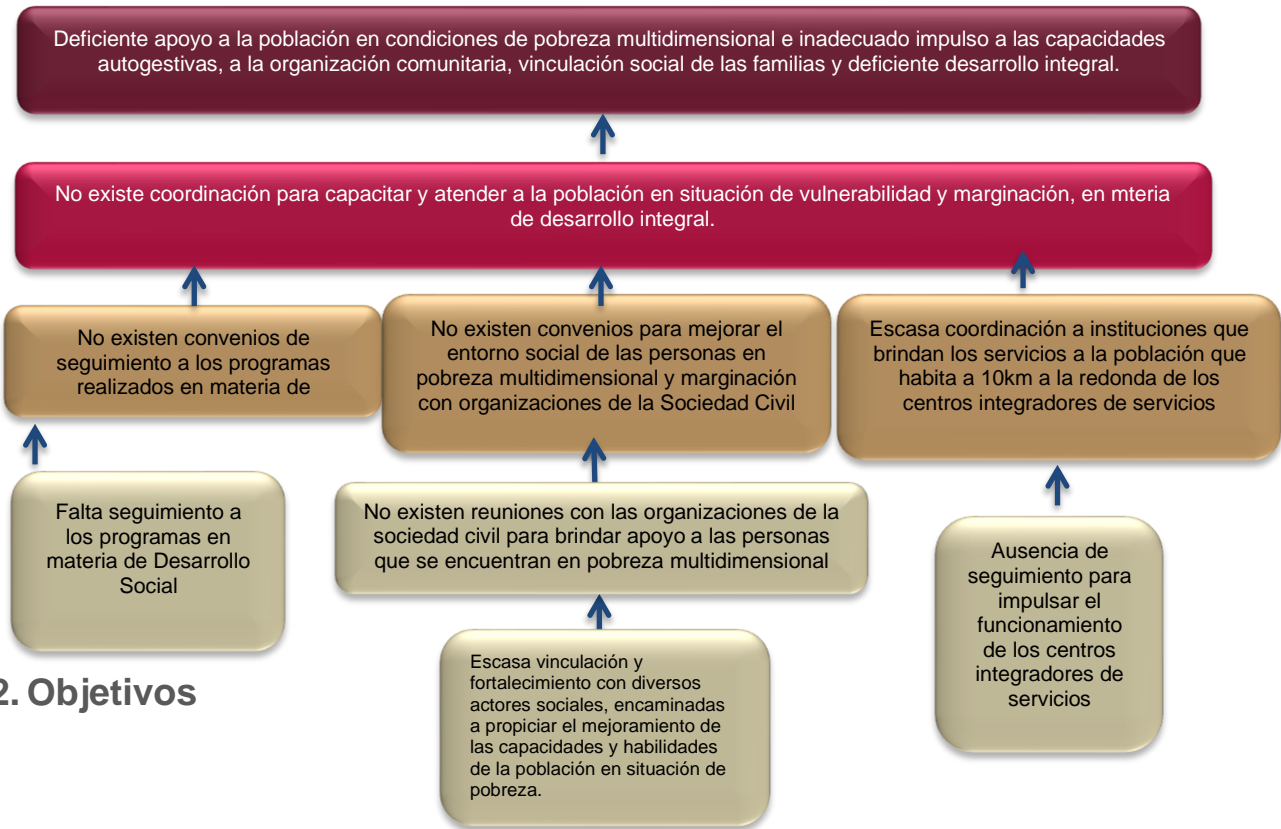 Deficiente apoyo a la población en condiciones de pobreza multidimensional e inadecuado impulso a las capacidades
autogestivas, a la organización comunitaria, vinculación social de las familias y deficiente desarrollo integral.
No existe coordinación para capacitar y atender a la población en situación de vulnerabilidad y marginación, en mteria
de desarrollo integral.
No existen convenios de
seguimiento a los programas
realizados en materia de
No existen convenios para mejorar el
entorno social de las personas en
pobreza multidimensional y marginación
con organizaciones de la Sociedad Civil
Escasa coordinación a instituciones que
brindan los servicios a la población que
habita a 10km a la redonda de los
centros integradores de servicios
Falta seguimiento a
los programas en
materia de Desarrollo
Social
No existen reuniones con las organizaciones de la
sociedad civil para brindar apoyo a las personas
que se encuentran en pobreza multidimensional
Ausencia de
seguimiento para
impulsar el
funcionamiento
de los centros
integradores de
servicios
Escasa vinculación y
fortalecimiento con diversos
actores sociales, encaminadas
a propiciar el mejoramiento de
las capacidades y habilidades
de la población en situación de
pobreza.
2. Objetivos